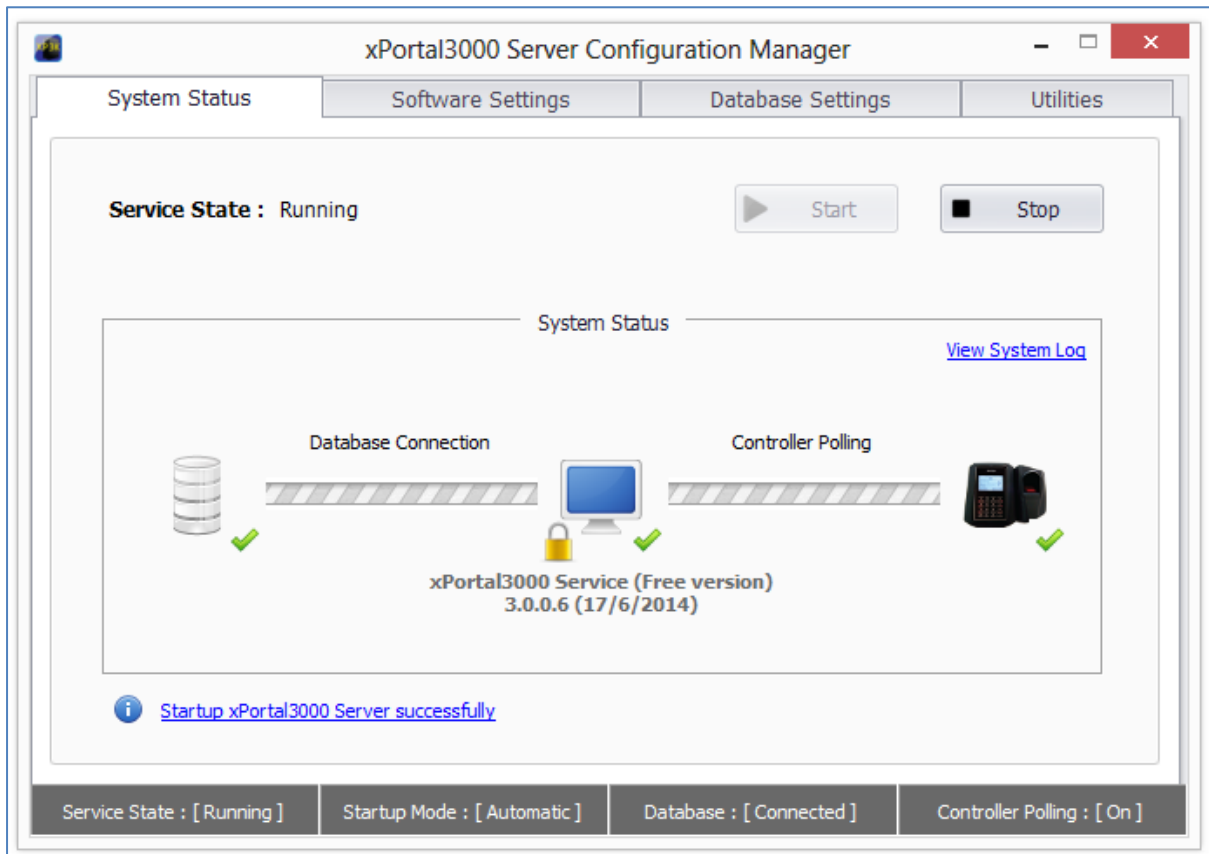 xPortal3000 Server Configuration Manager
System Status
Software Settings
Database Settings
Utilities
Service State : Running
Start
Stop
System Status
View System Log
Database Connection
Controller Polling
xPortal3000 Service (Free version)
3.0.0.6 (17/6/2014)
Startup xPortal3000 Server successfully
Service State : [ Running ]
Startup Mode : [ Automatic ]
Database : [ Connected ]
Controller Polling : [ On ]